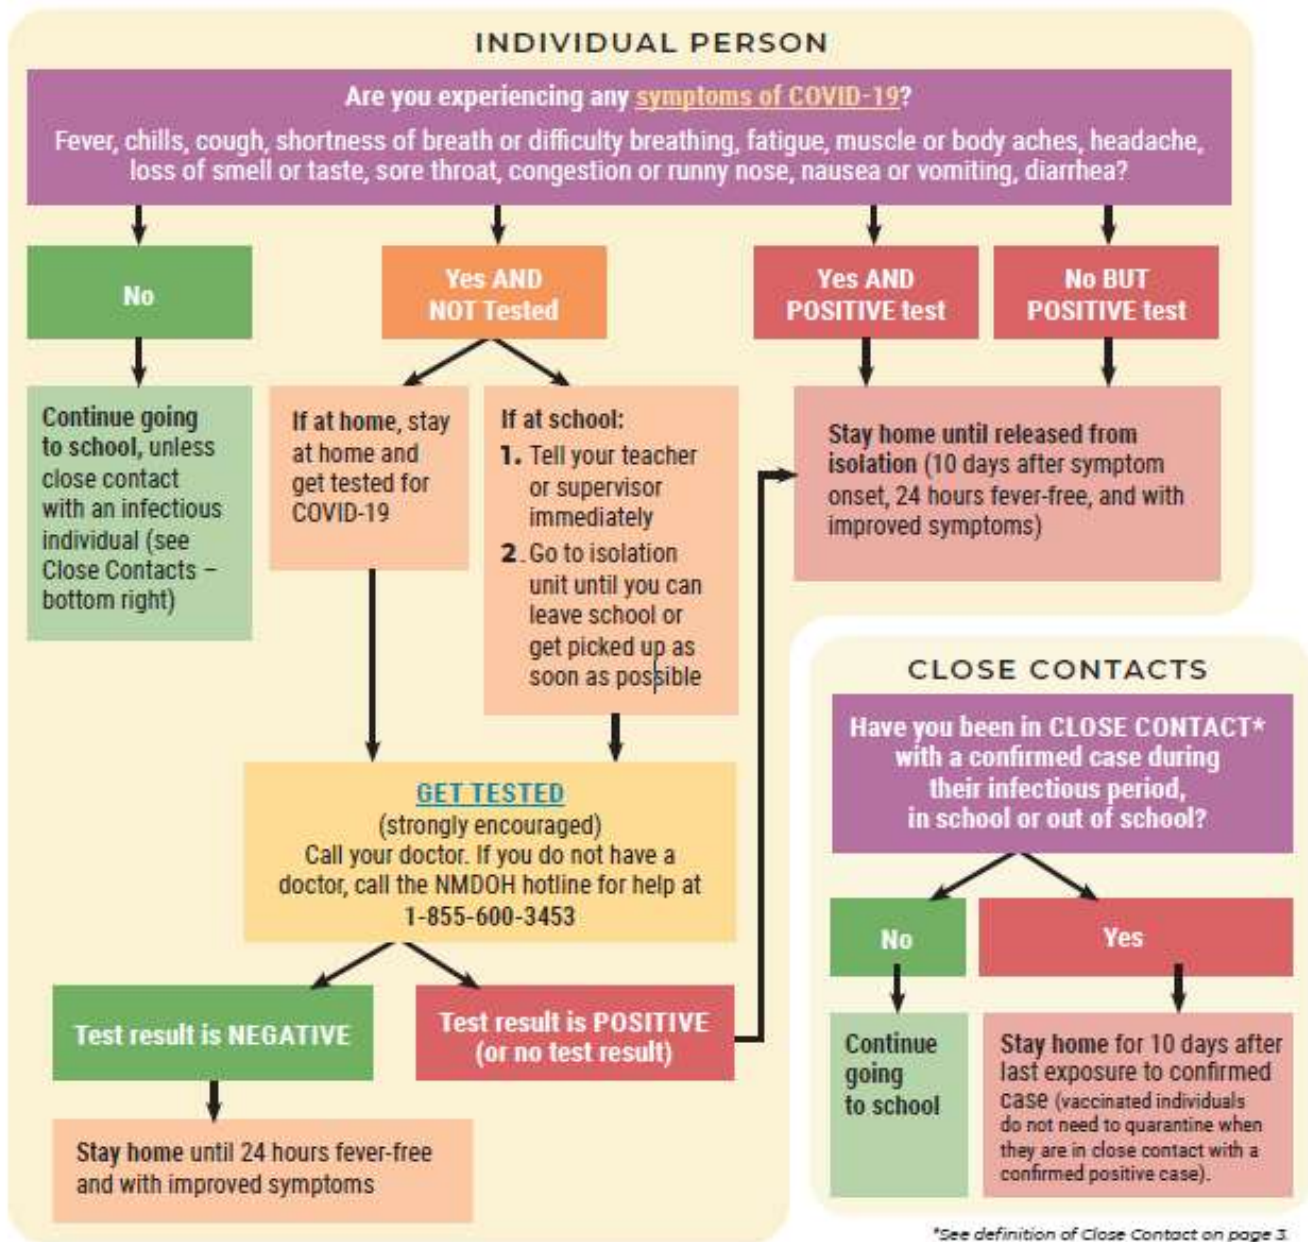 INDIVIDUAL PERSON
Are you experiencing any symptoms of COVID-19?
Fever, chills, cough, shortness of breath or difficulty breathing, fatigue, muscle or body aches, headache,
loss of smell or taste, sore throat, congestion or runny nose, nausea or vomiting, diarrhea?
No
Yes AND
NOT Tested
Yes AND
POSITIVE test
No BUT
POSITIVE test
Continue going
to school, unless
close contact
with an infectious
individual (see
Close Contacts –
bottom right)
If at home, stay
at home and
get tested for
COVID-19
If at school:
1. Tell your teacher
or supervisor
immediately
2. Go to isolation
unit until you can
leave school or
get picked up as
soon as possible
Stay home until released from
isolation (10 days after symptom
onset, 24 hours fever-free, and with
improved symptoms)
GET TESTED
(strongly encouraged)
Call your doctor. If you do not have a
doctor, call the NMDOH hotline for help at
1-855-600-3453
Test result is NEGATIVE
Test result is POSITIVE
(or no test result)
Stay home until 24 hours fever-free
and with improved symptoms
CLOSE CONTACTS
Have you been in CLOSE CONTACT*
with a confirmed case during
their infectious period,
in school or out of school?
No
Yes
Continue
going
to school
Stay home for 10 days after
last exposure to confirmed
case (vaccinated individuals
do not need to quarantine when
they are in close contact with a
confirmed positive case).
*See definition of Close Contact on page 3.